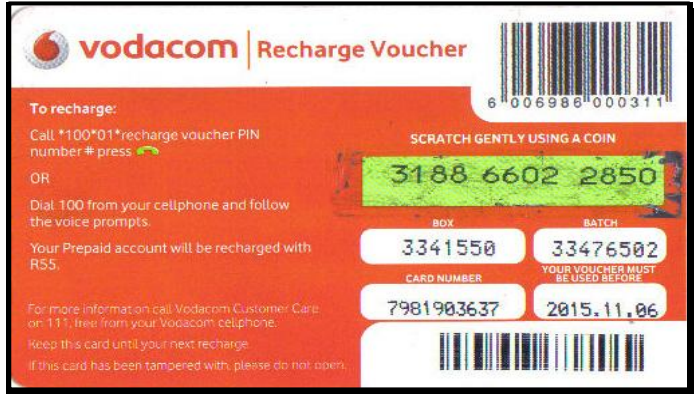 vodacom | Recharge Voucher
6 006986 000311
To recharge:
Call *100*01*recharge voucher PIN
number # press
OR
Dial 100 from your cellphone and follow
the voice prompts.
Your Prepaid account will be recharged with
R55.
For more information call Vodacom Customer Care
on 111, free from your Vodacom cellphone.
Keep this card until your next recharge.
If this card has been tampered with, please do not open.
SCRATCH GENTLY USING A COIN
3188 6602 2850
BOX
3341550
BATCH
33476502
CARD NUMBER
7981903637
YOUR VOUCHER MUST
BE USED BEFORE
2015.11.06